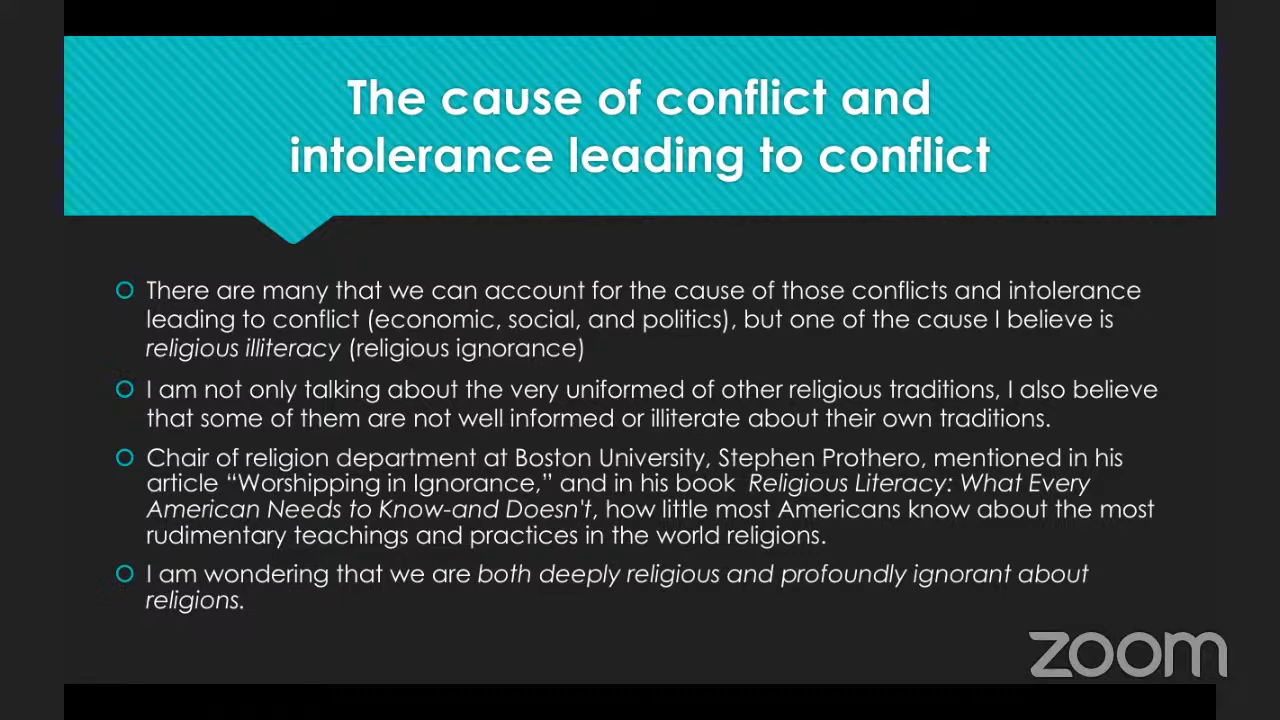 The cause of conflict and
intolerance leading to conflict
There are many that we can account for the cause of those conflicts and intolerance
leading to conflict (economic, social, and politics), but one of the cause I believe is
religious illiteracy (religious ignorance)
I am not only talking about the very uniformed of other religious traditions, I also believe
that some of them are not well informed or illiterate about their own traditions.
Chair of religion department at Boston University, Stephen Prothero, mentioned in his
article “Worshipping in Ignorance,” and in his book Religious Literacy: What Every
American Needs to Know-and Doesn't, how little most Americans know about the most
rudimentary teachings and practices in the world religions.
I am wondering that we are both deeply religious and profoundly ignorant about
religions.
zoom